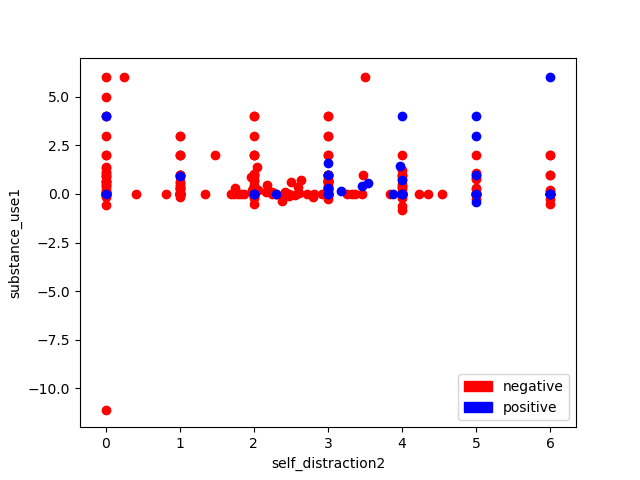 5.0
2.5
0.0
−2.5
−5.0
−7.5
−10.0
substance_use1
negative
positive
0 1 2 3 4 5 6
self_distraction2